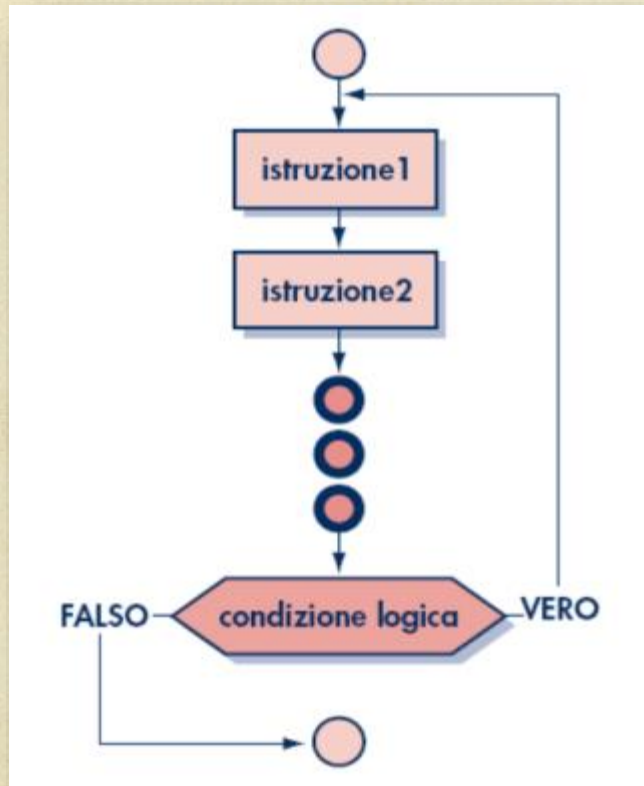 istruzione1
istruzione2
FALSO
condizione logica
VERO